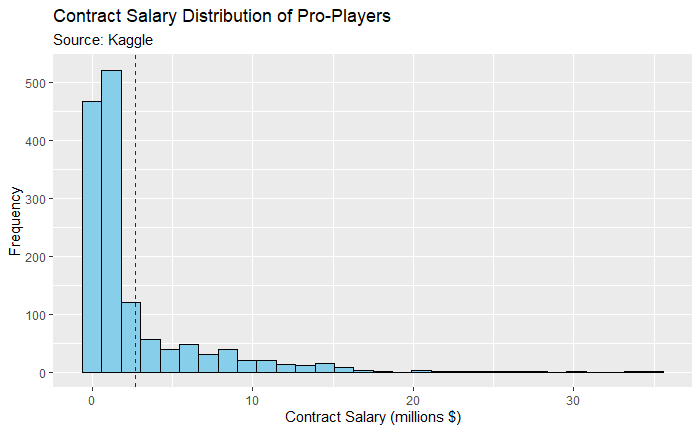 Contract Salary Distribution of Pro-Players
Source: Kaggle
500
400
300
200
100
0
Frequency
0 10 20 30
Contract Salary (millions $)